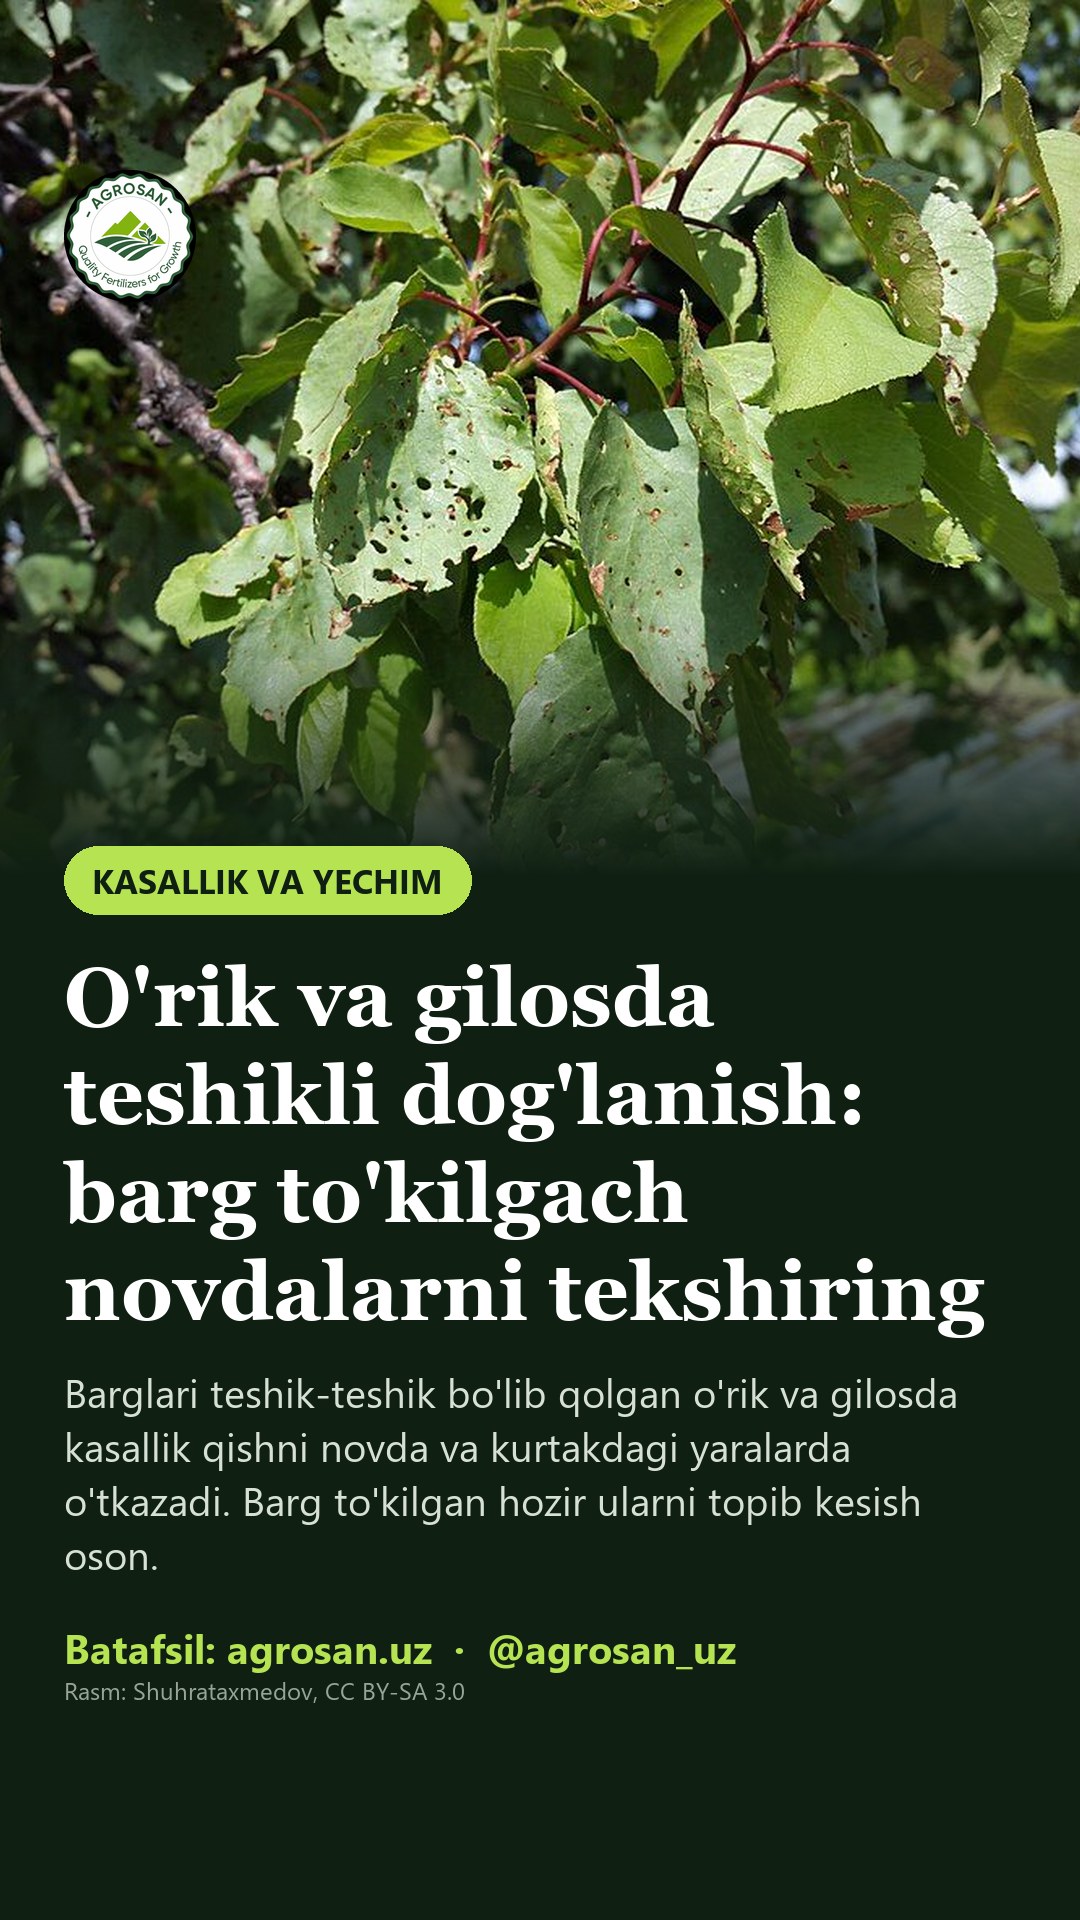 - AGROSAN -
Quality Fertilizers for Growth
KASALLIK VA YECHIM
O'rik va gilosda
teshikli dog'lanish:
barg to'kilgach
novdalarni tekshiring
Barglari teshik-teshik bo'lib qolgan o'rik va gilosda
kasallik qishni novda va kurtakdagi yaralarda
o'tkazadi. Barg to'kilgan hozir ularni topib kesish
oson.
Batafsil: agrosan.uz · @agrosan_uz
Rasm: Shuhrataxmedov, CC BY-SA 3.0